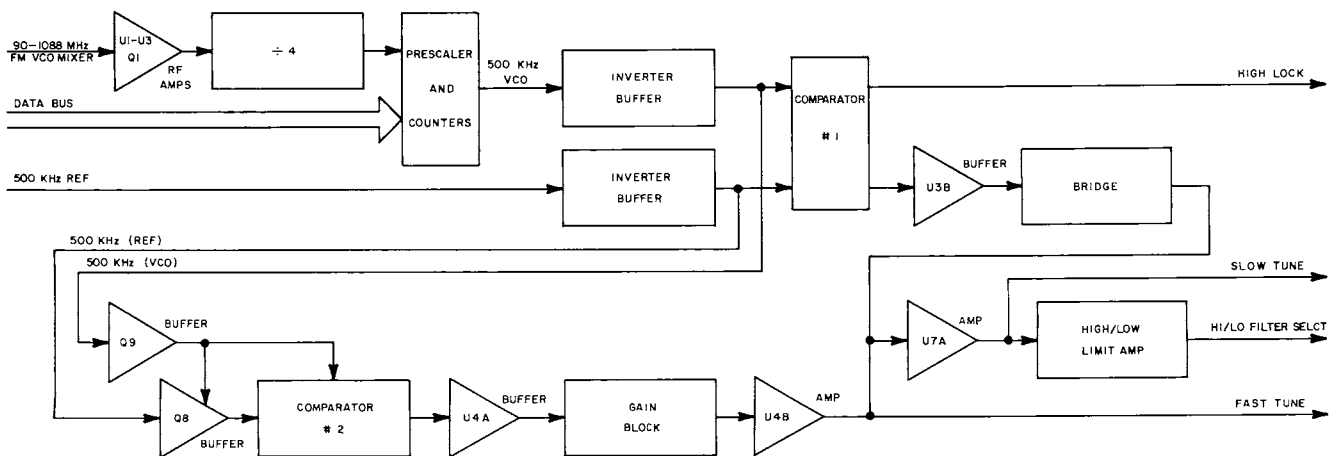 90-1088 MHz
FM VCO MIXER
U1-U3
Q1
RF
AMPS
÷ 4
PRESCALER
AND
COUNTERS
DATA BUS
500 KHz
VCO
INVERTER
BUFFER
COMPARATOR
# 1
HIGH LOCK
500 KHz REF
INVERTER
BUFFER
U3B
BUFFER
BRIDGE
500 KHz (REF)
500 KHz (VCO)
SLOW TUNE
Q9
BUFFER
U7A
AMP
HIGH/LOW
LIMIT AMP
HI/LO FILTER SELCT
Q8
BUFFER
COMPARATOR
# 2
U4A
BUFFER
GAIN
BLOCK
U4B
AMP
FAST TUNE